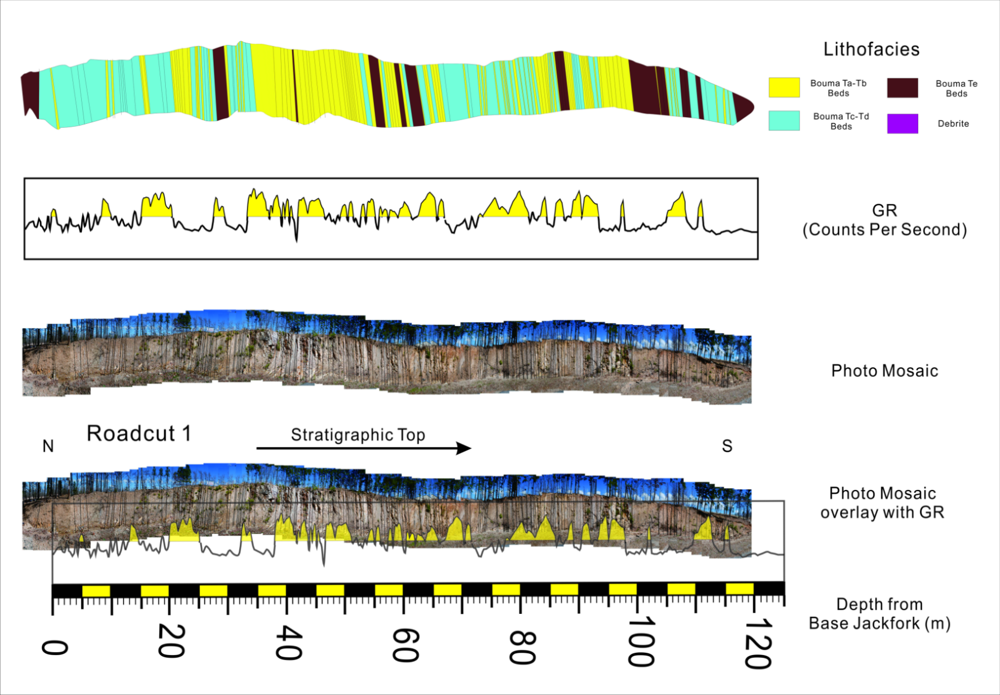 Lithofacies
Bouma Ta-Tb
Beds
Bouma Te
Beds
Bouma Tc-Td
Beds
Debrite
GR
(Counts Per Second)
Photo Mosaic
Roadcut 1
Stratigraphic Top
N
S
Photo Mosaic
overlay with GR
Depth from
Base Jackfork (m)
0
20
40
60
80
100
120